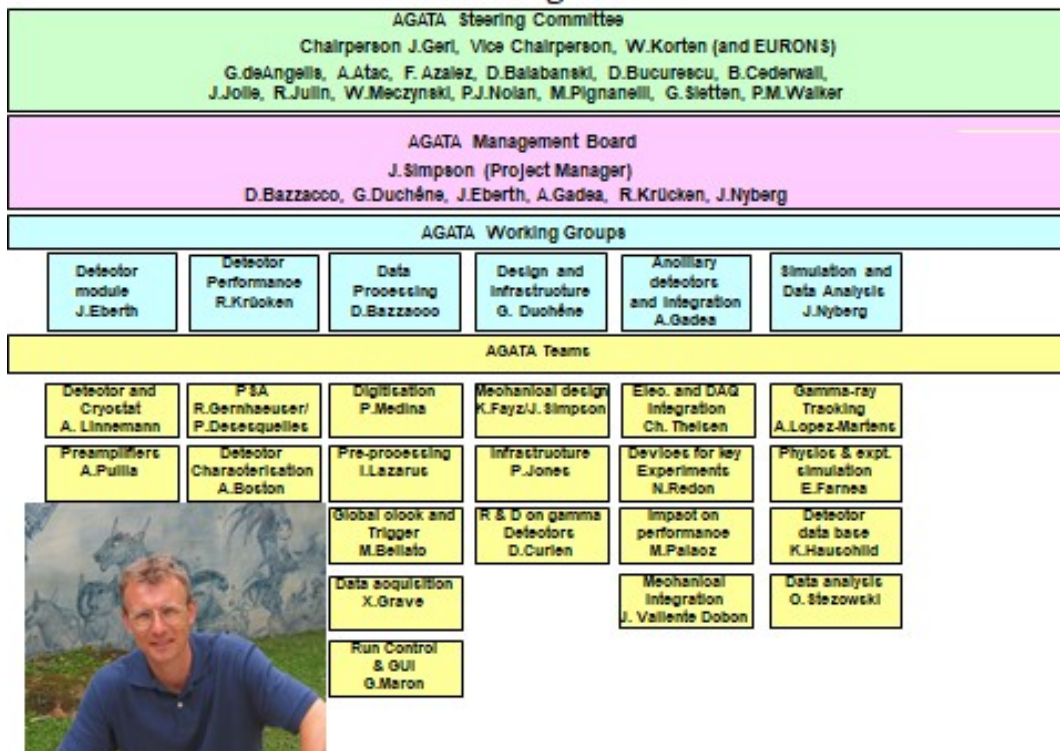 AGATA Steering Committee
Chairperson J.Gerl, Vice Chairperson, W.Korten (and EURONS)
G.deAngelis, A.Atac, F. Azaiez, D.Balabanski, D.Bucurescu, B.Cederwall,
J.Jolie, R.Julin, W.Meczynski, P.J.Nolan, M.Pignanelli, G.Sletten, P.M.Walker
AGATA Management Board
J.Simpson (Project Manager)
D.Bazzacco, G.Duchêne, J.Eberth, A.Gadea, R.Krücken, J.Nyberg
AGATA Working Groups
Detector
module
J.Eberth
Detector
Performance
R.Krücken
Data
Processing
D.Bazzacco
Design and
Infrastructure
G. Duchêne
Ancillary
detectors
and Integration
A.Gadea
Simulation and
Data Analysis
J.Nyberg
AGATA Teams
Detector and
Cryostat
A. Linnemann
PSA
R.Gernhaeuser/
P.Desesquelles
Digitisation
P.Medina
Mechanical design
K.Fayz/J. Simpson
Elec. and DAQ
Integration
Ch. Theisen
Gamma-ray
Tracking
A.Lopez-Martens
Preamplifiers
A.Pullia
Detector
Characterisation
A.Boston
Pre-processing
I.Lazarus
Infrastructure
P.Jones
Devices for key
Experiments
N.Redon
Physics & expt.
simulation
E.Farnea
Global clock and
Trigger
M.Bellato
R & D on gamma
Detectors
D.Curien
Impact on
performance
M.Palacz
Detector
data base
K.Hauschild
Data acquisition
X.Grave
Mechanical
Integration
J. Valiente Dobon
Data analysis
O.Stezowski
Run Control
& GUI
G.Maron